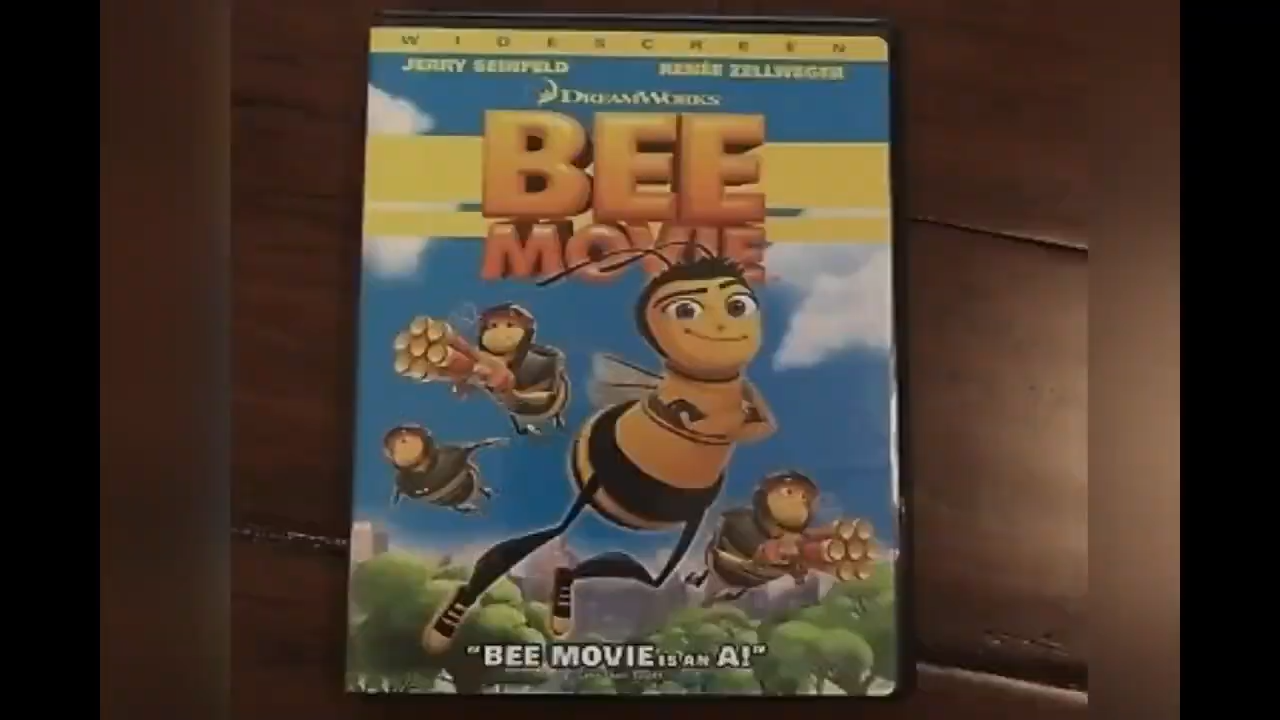 WIDESCREEN
JERRY SEINFELD RENÉE ZELLWEGER
DREAMWORKS
BEE
MOVIE
"BEE MOVIE IS AN A!"